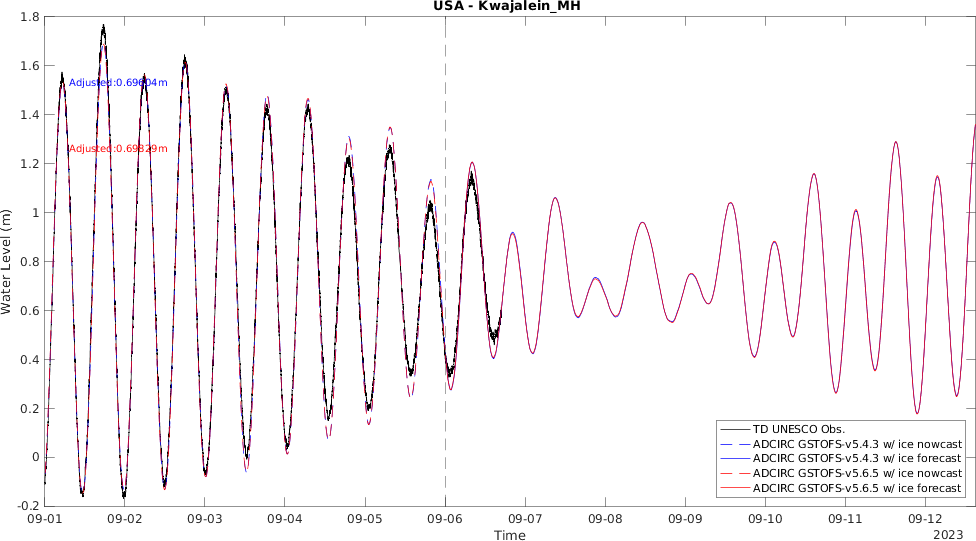 USA - Kwajalein_MH
1.8
1.6
1.4
1.2
1
0.8
0.6
0.4
0.2
0
-0.2
Water Level (m)
Adjusted:0.69604m
Adjusted:0.69829m
TD UNESCO Obs.
ADCIRC GSTOFS-v5.4.3 w/ ice nowcast
ADCIRC GSTOFS-v5.4.3 w/ ice forecast
ADCIRC GSTOFS-v5.6.5 w/ ice nowcast
ADCIRC GSTOFS-v5.6.5 w/ ice forecast
09-01 09-02 09-03 09-04 09-05 09-06 09-07 09-08 09-09 09-10 09-11 09-12
Time
2023